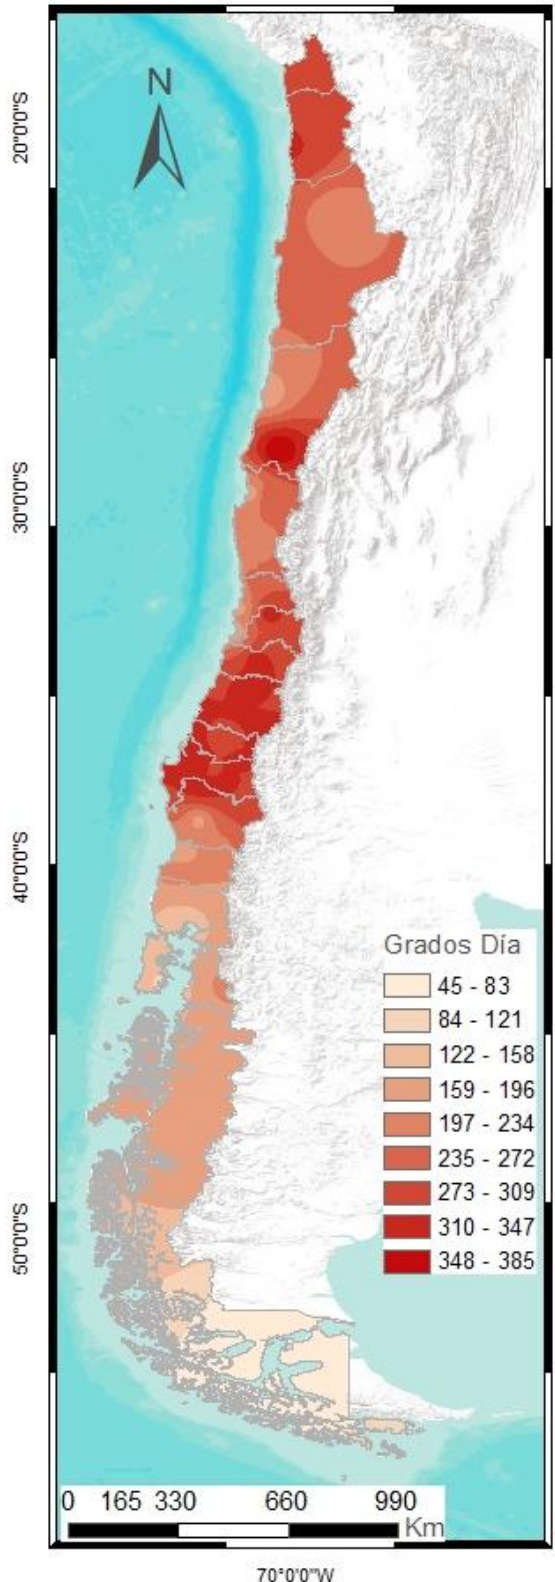 N
20°0'0"S
30°0'0"S
40°0'0"S
50°0'0"S
Grados Día
45 - 83
84 - 121
122 - 158
159 - 196
197 - 234
235 - 272
273 - 309
310 - 347
348 - 385
0 165 330 660 990
Km
70°0'0"W